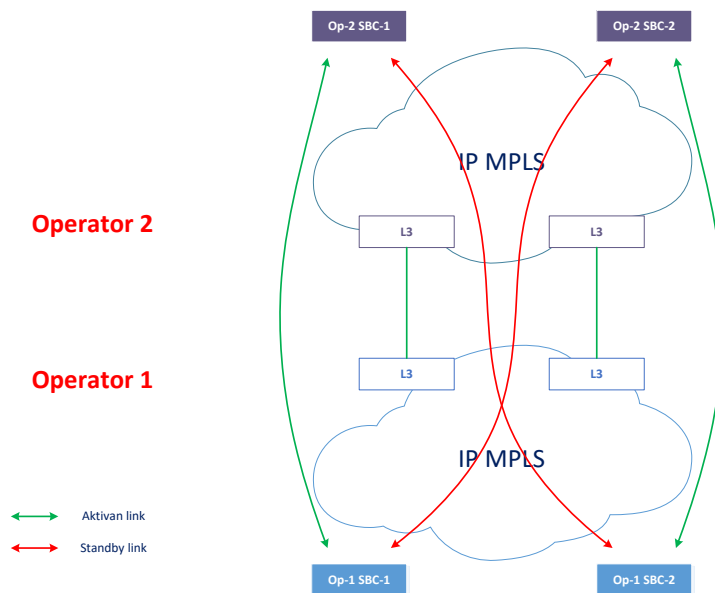 Op-2 SBC-1
Op-2 SBC-2
IP MPLS
Operator 2
L3
L3
Operator 1
L3
L3
IP MPLS
Aktivan link
Standby link
Op-1 SBC-1
Op-1 SBC-2